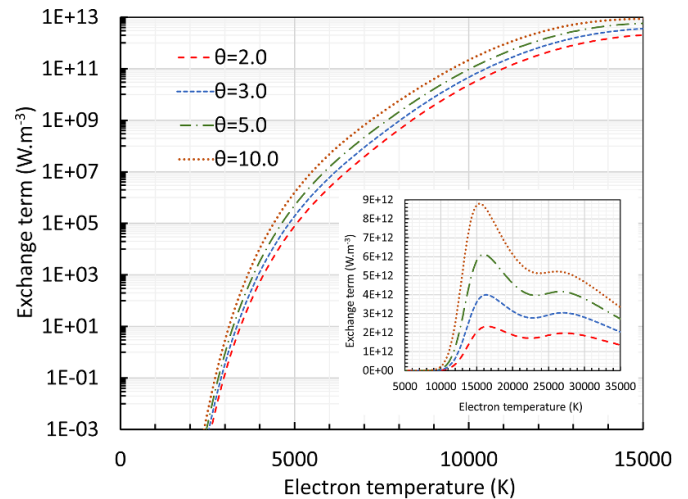 1E+13
1E+11
1E+09
1E+07
1E+05
1E+03
1E+01
1E-01
1E-03
Exchange term (W.m-3)
θ=2.0
θ=3.0
θ=5.0
θ=10.0
0
5000
10000
15000
Electron temperature (K)
9E+12
8E+12
7E+12
6E+12
5E+12
4E+12
3E+12
2E+12
1E+12
0E+00
Exchange term (W.m-3)
5000 10000 15000 20000 25000 30000 35000
Electron temperature (K)